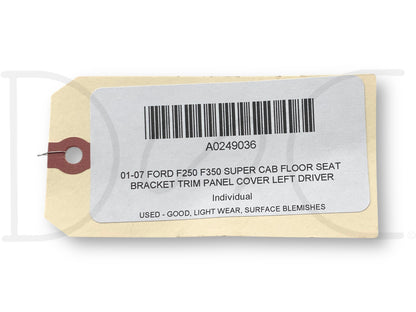 A0249036
01-07 FORD F250 F350 SUPER CAB FLOOR SEAT
BRACKET TRIM PANEL COVER LEFT DRIVER
Individual
USED - GOOD, LIGHT WEAR, SURFACE BLEMISHES